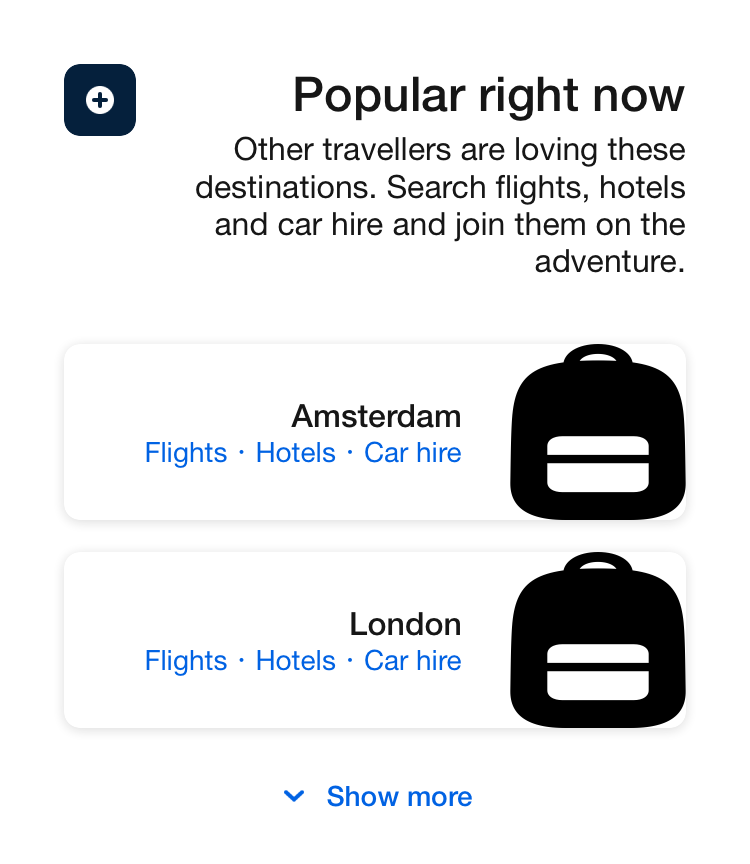 Popular right now
Other travellers are loving these
destinations. Search flights, hotels
and car hire and join them on the
adventure.
Amsterdam
Flights · Hotels · Car hire
London
Flights · Hotels · Car hire
Show more